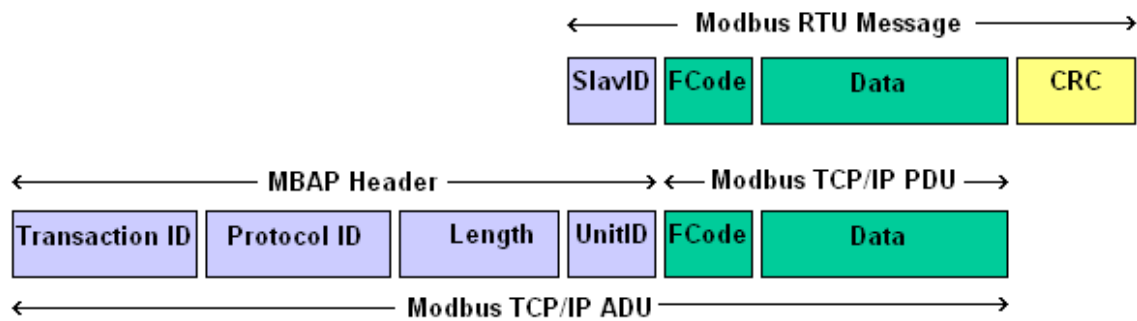 Modbus RTU Message
SlavID FCode Data CRC
MBAP Header Modbus TCP/IP PDU
Transaction ID Protocol ID Length UnitID FCode Data
Modbus TCP/IP ADU